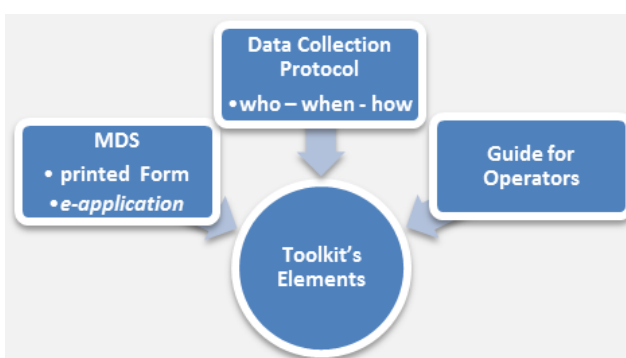 Data Collection
Protocol
•who – when - how
MDS
• printed Form
•e-application
Guide for
Operators
Toolkit's
Elements